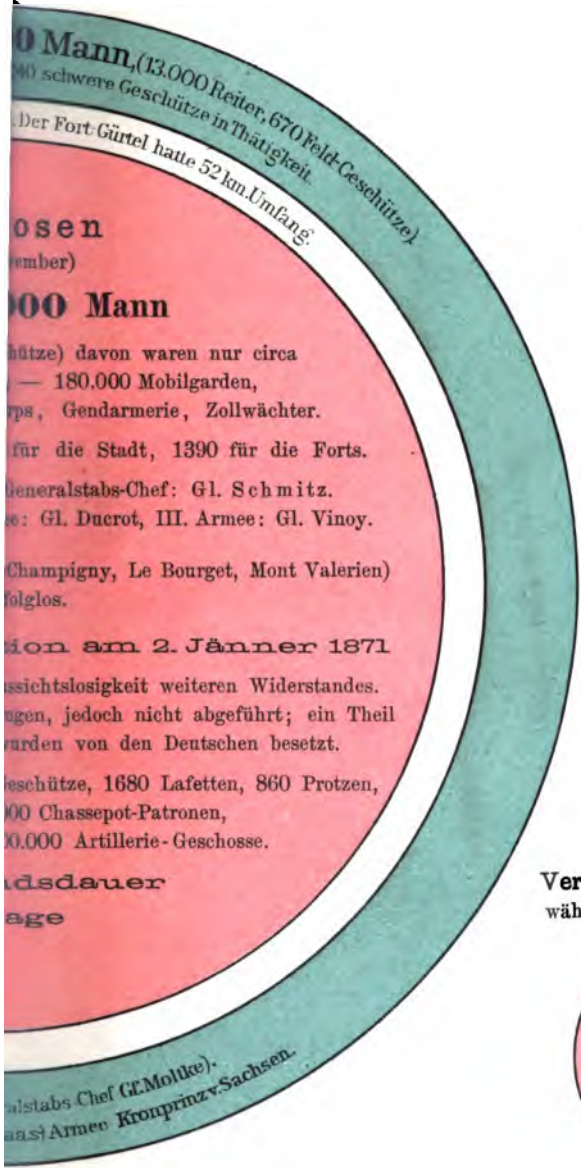 0 Mann, (13.000 Reiter, 670 Feld-Geschütze)
40 schwere Geschütze in Thätigkeit.
Der Fort-Gürtel hatte 52 km. Umfang.
osen
ember)
000 Mann
hütze) davon waren nur circa
— 180.000 Mobilgarden,
rps, Gendarmerie, Zollwächter.
für die Stadt, 1390 für die Forts.
Generalstabs-Chef: Gl. Schmitz.
ee: Gl. Ducrot, III. Armee: Gl. Vinoy.
Champigny, Le Bourget, Mont Valerien)
folglos.
tion am 2. Jänner 1871
ssichtslosigkeit weiteren Widerstandes.
ngen, jedoch nicht abgeführt; ein Theil
wurden von den Deutschen besetzt.
Geschütze, 1680 Lafetten, 860 Protzen,
000 Chassepot-Patronen,
00.000 Artillerie-Geschosse.
dsdauer
age
alstabs Chef Gf. Moltke).
aas) Armee Kronprinz v. Sachsen.
Ver
wäh